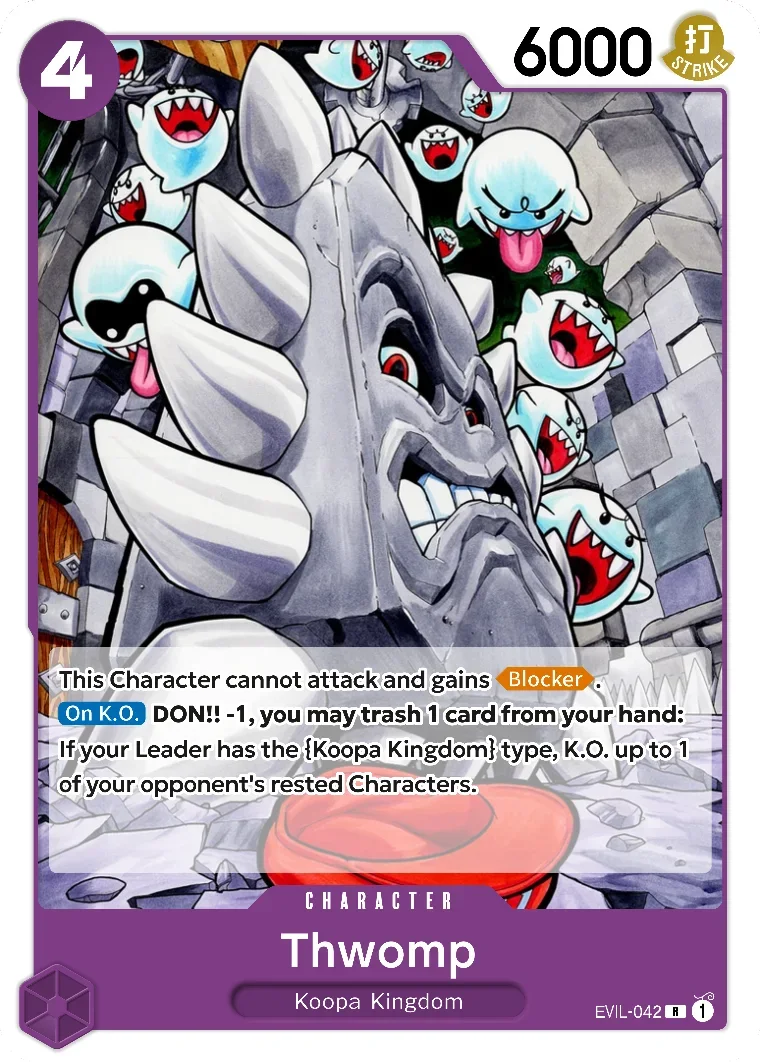 4
6000
打
STRIKE
This Character cannot attack and gains Blocker.
On K.O. DON!! -1, you may trash 1 card from your hand:
If your Leader has the {Koopa Kingdom} type, K.O. up to 1
of your opponent's rested Characters.
CHARACTER
Thwomp
Koopa Kingdom
EVIL-042 R 1